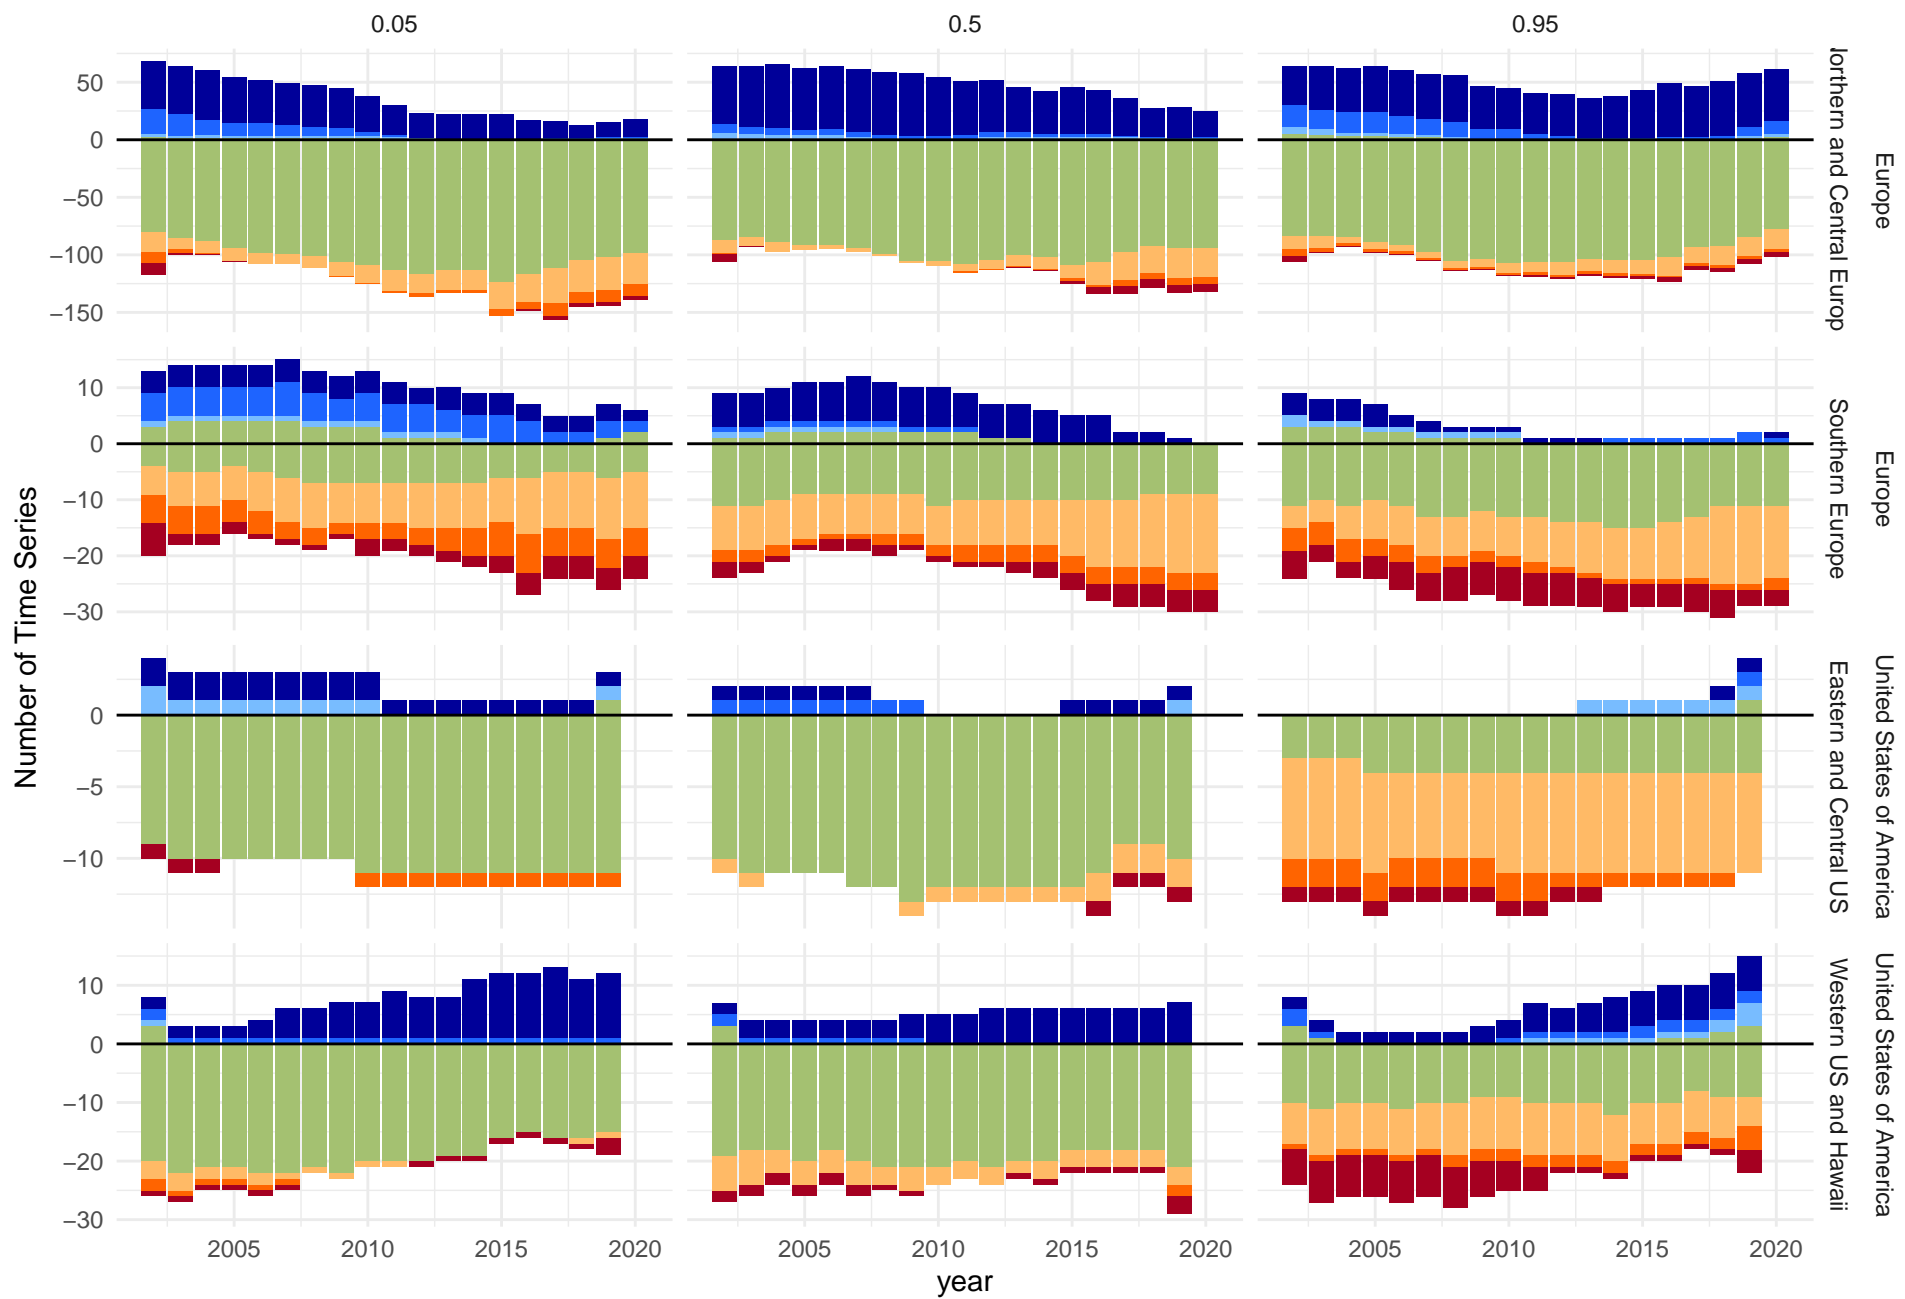 0.05 0.5 0.95
50
0
−50
−100
−150
orthern and Central Europ
Europe
10
0
−10
−20
−30
Southern Europe
Europe
0
−5
−10
Eastern and Central US
United States of America
10
0
−10
−20
−30
Western US and Hawaii
United States of America
Number of Time Series
2005 2010 2015 2020 2005 2010 2015 2020 2005 2010 2015 2020
year